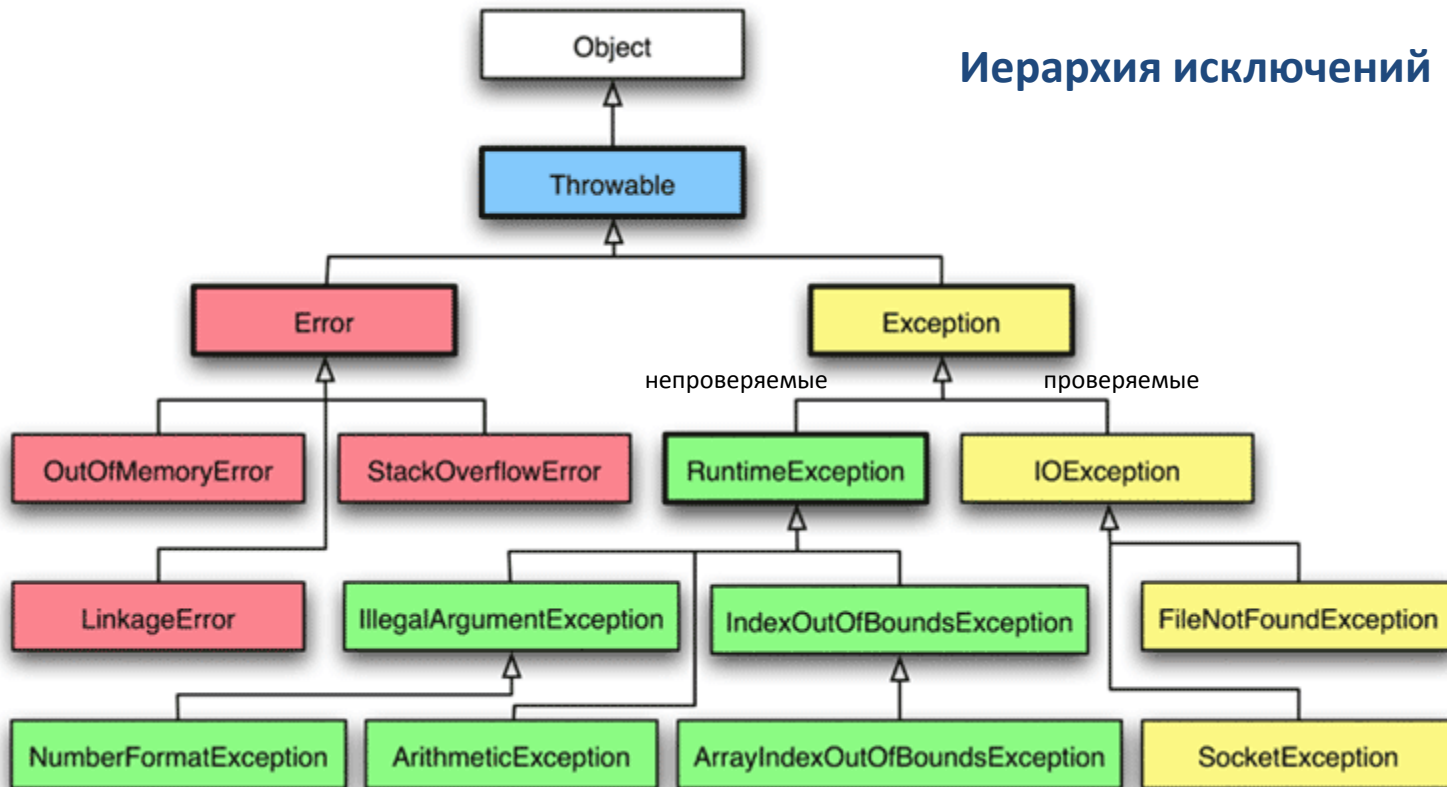 Иерархия исключений
Object
Throwable
Error
Exception
непроверяемые
проверяемые
OutOfMemoryError
StackOverflowError
RuntimeException
IOException
LinkageError
IllegalArgumentException
IndexOutOfBoundsException
FileNotFoundException
NumberFormatException
ArithmeticException
ArrayIndexOutOfBoundsException
SocketException